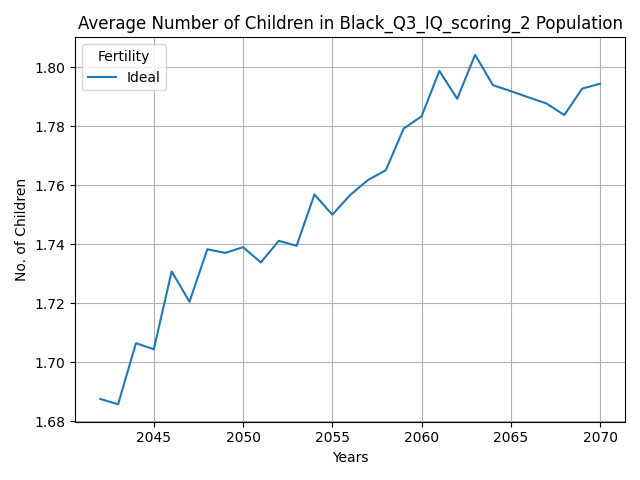 Average Number of Children in Black_Q3_IQ_scoring_2 Population
Fertility
Ideal
1.80
1.78
1.76
1.74
1.72
1.70
1.68
No. of Children
2045
2050
2055
2060
2065
2070
Years